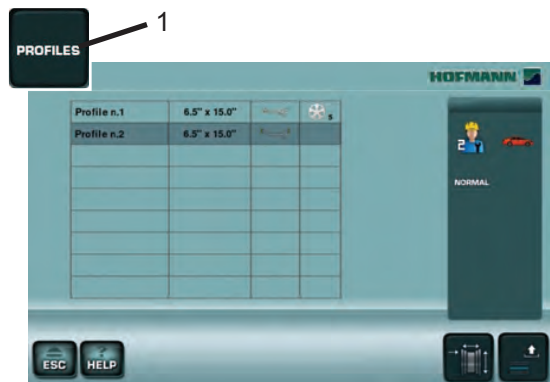 1
PROFILES
HOFMANN
Profile n.1 6.5" x 15.0" 5
Profile n.2 6.5" x 15.0"
2
NORMAL
ESC
? HELP